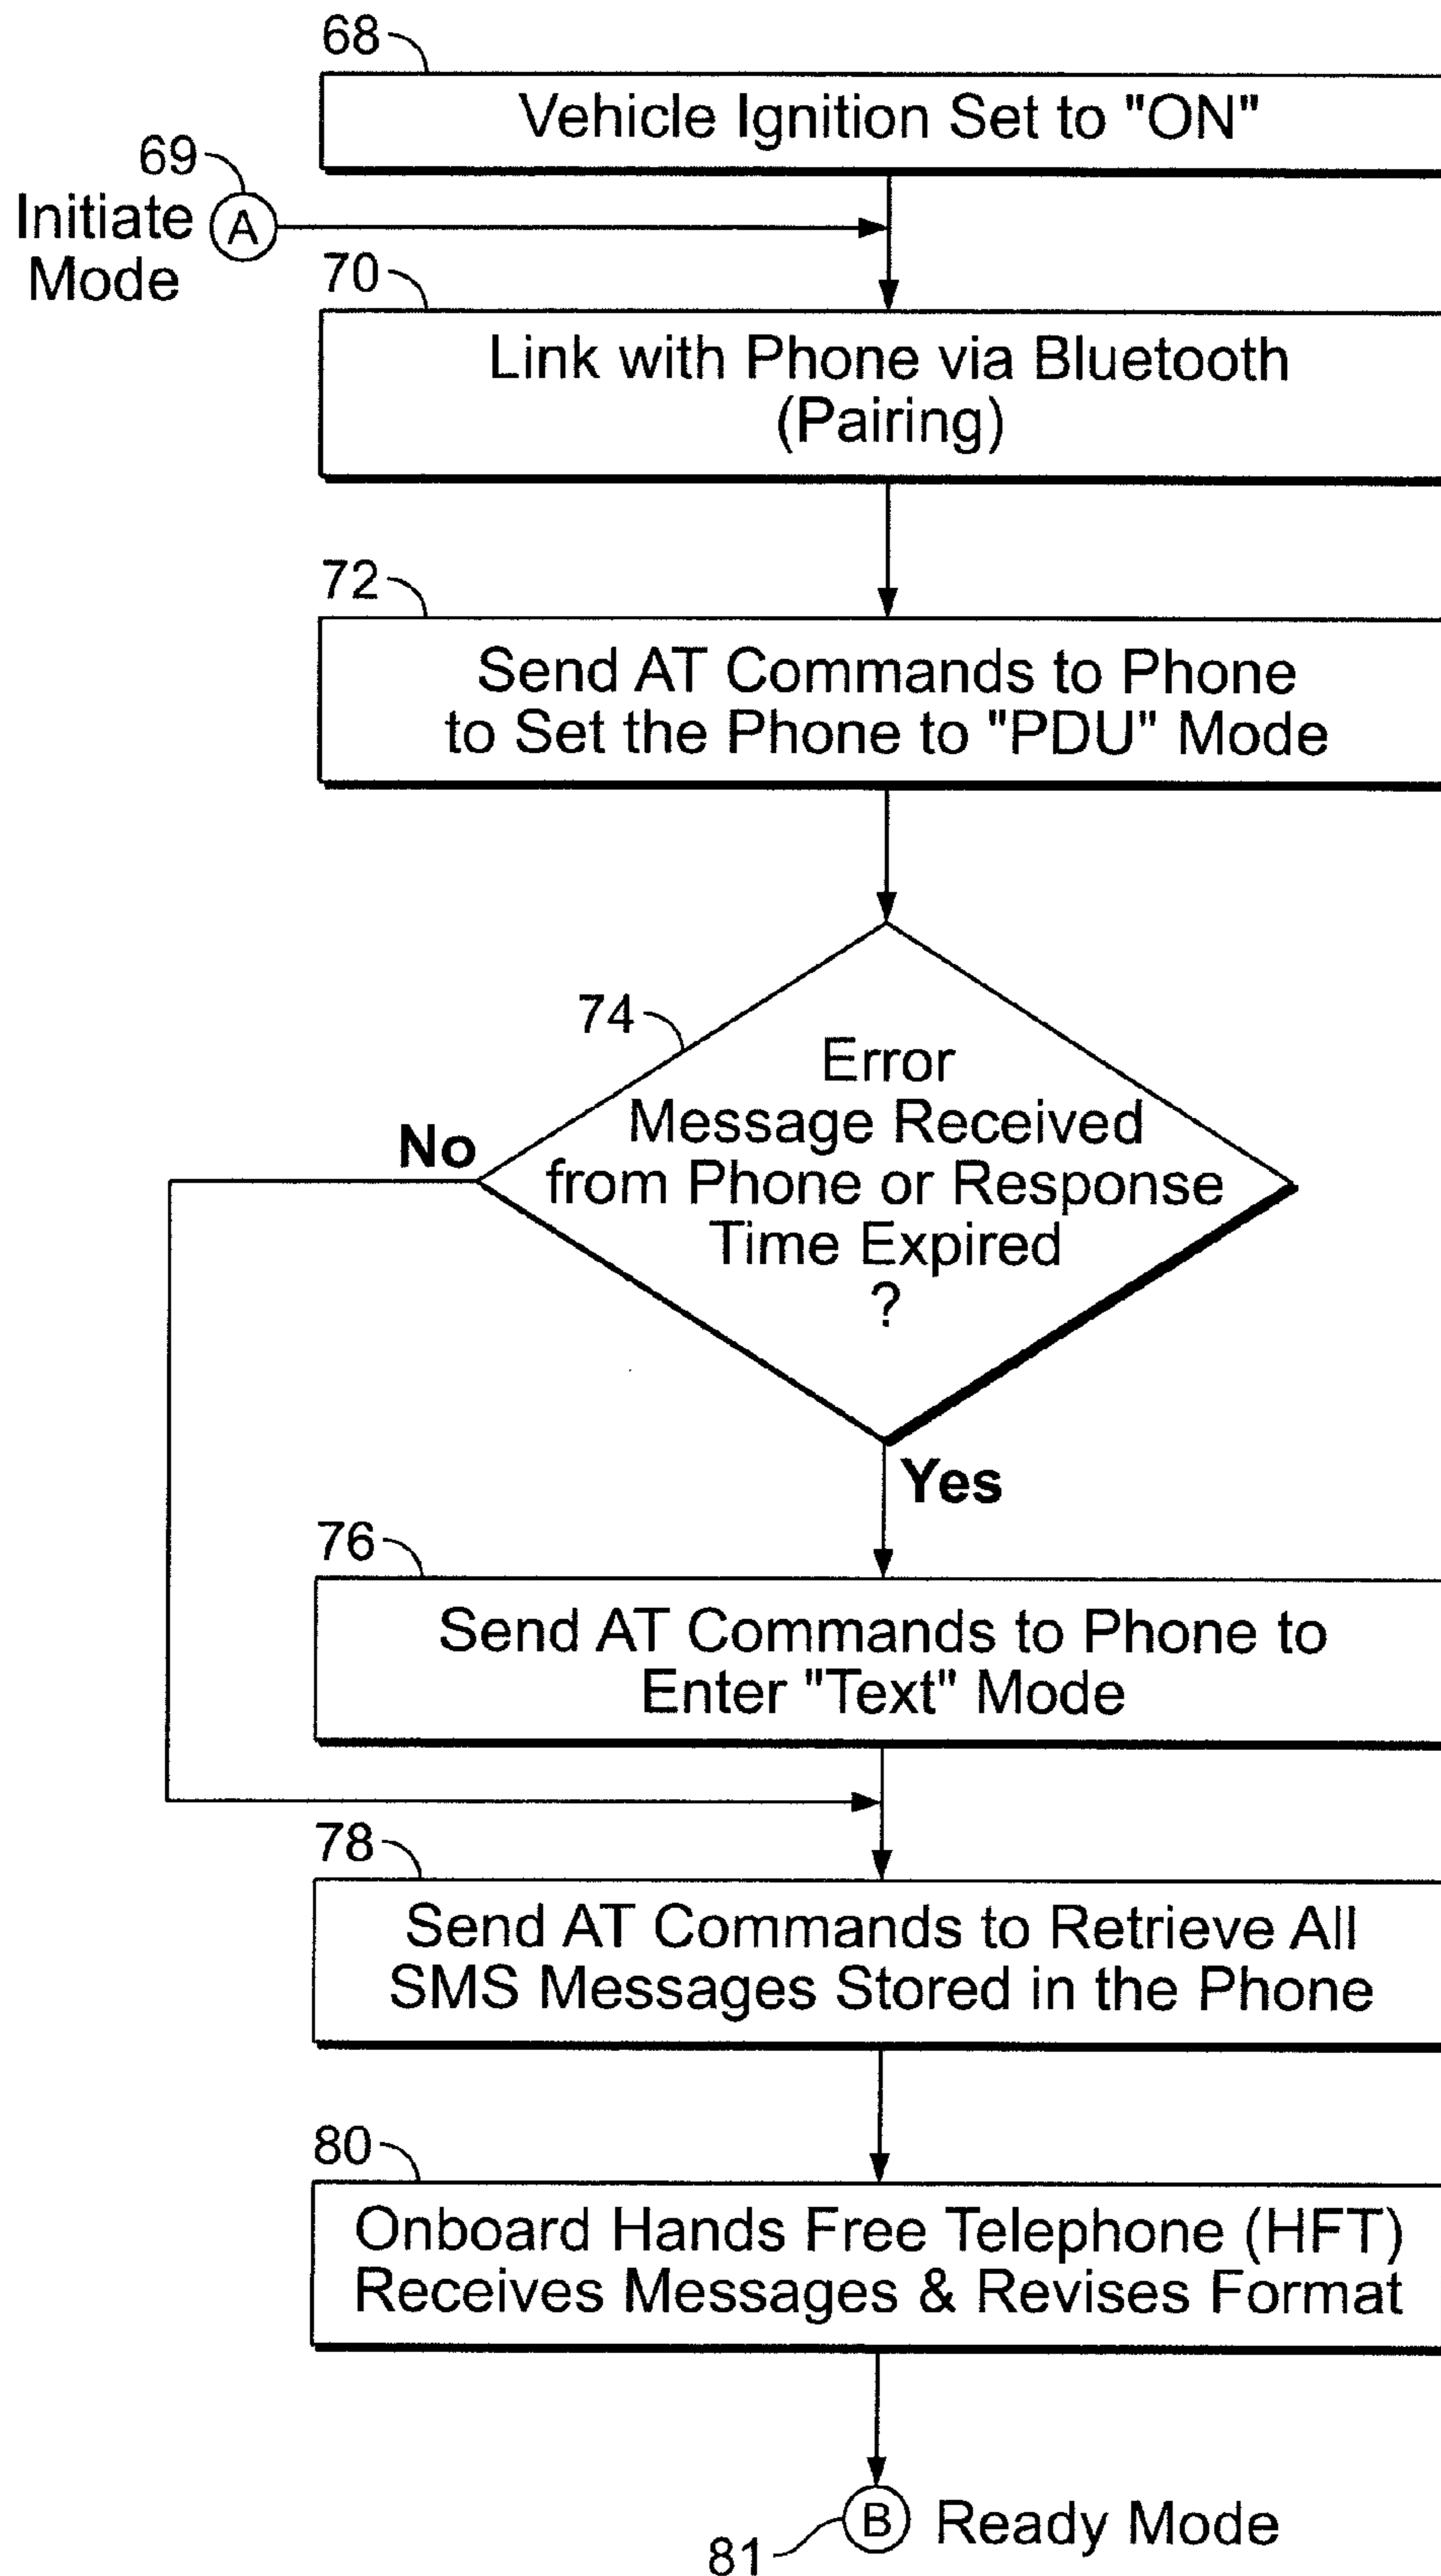 68
Vehicle Ignition Set to "ON"
69
Initiate
Mode
A
70
Link with Phone via Bluetooth
(Pairing)
72
Send AT Commands to Phone
to Set the Phone to "PDU" Mode
74
Error
Message Received
from Phone or Response
Time Expired
?
No
Yes
76
Send AT Commands to Phone to
Enter "Text" Mode
78
Send AT Commands to Retrieve All
SMS Messages Stored in the Phone
80
Onboard Hands Free Telephone (HFT)
Receives Messages & Revises Format
B Ready Mode
81